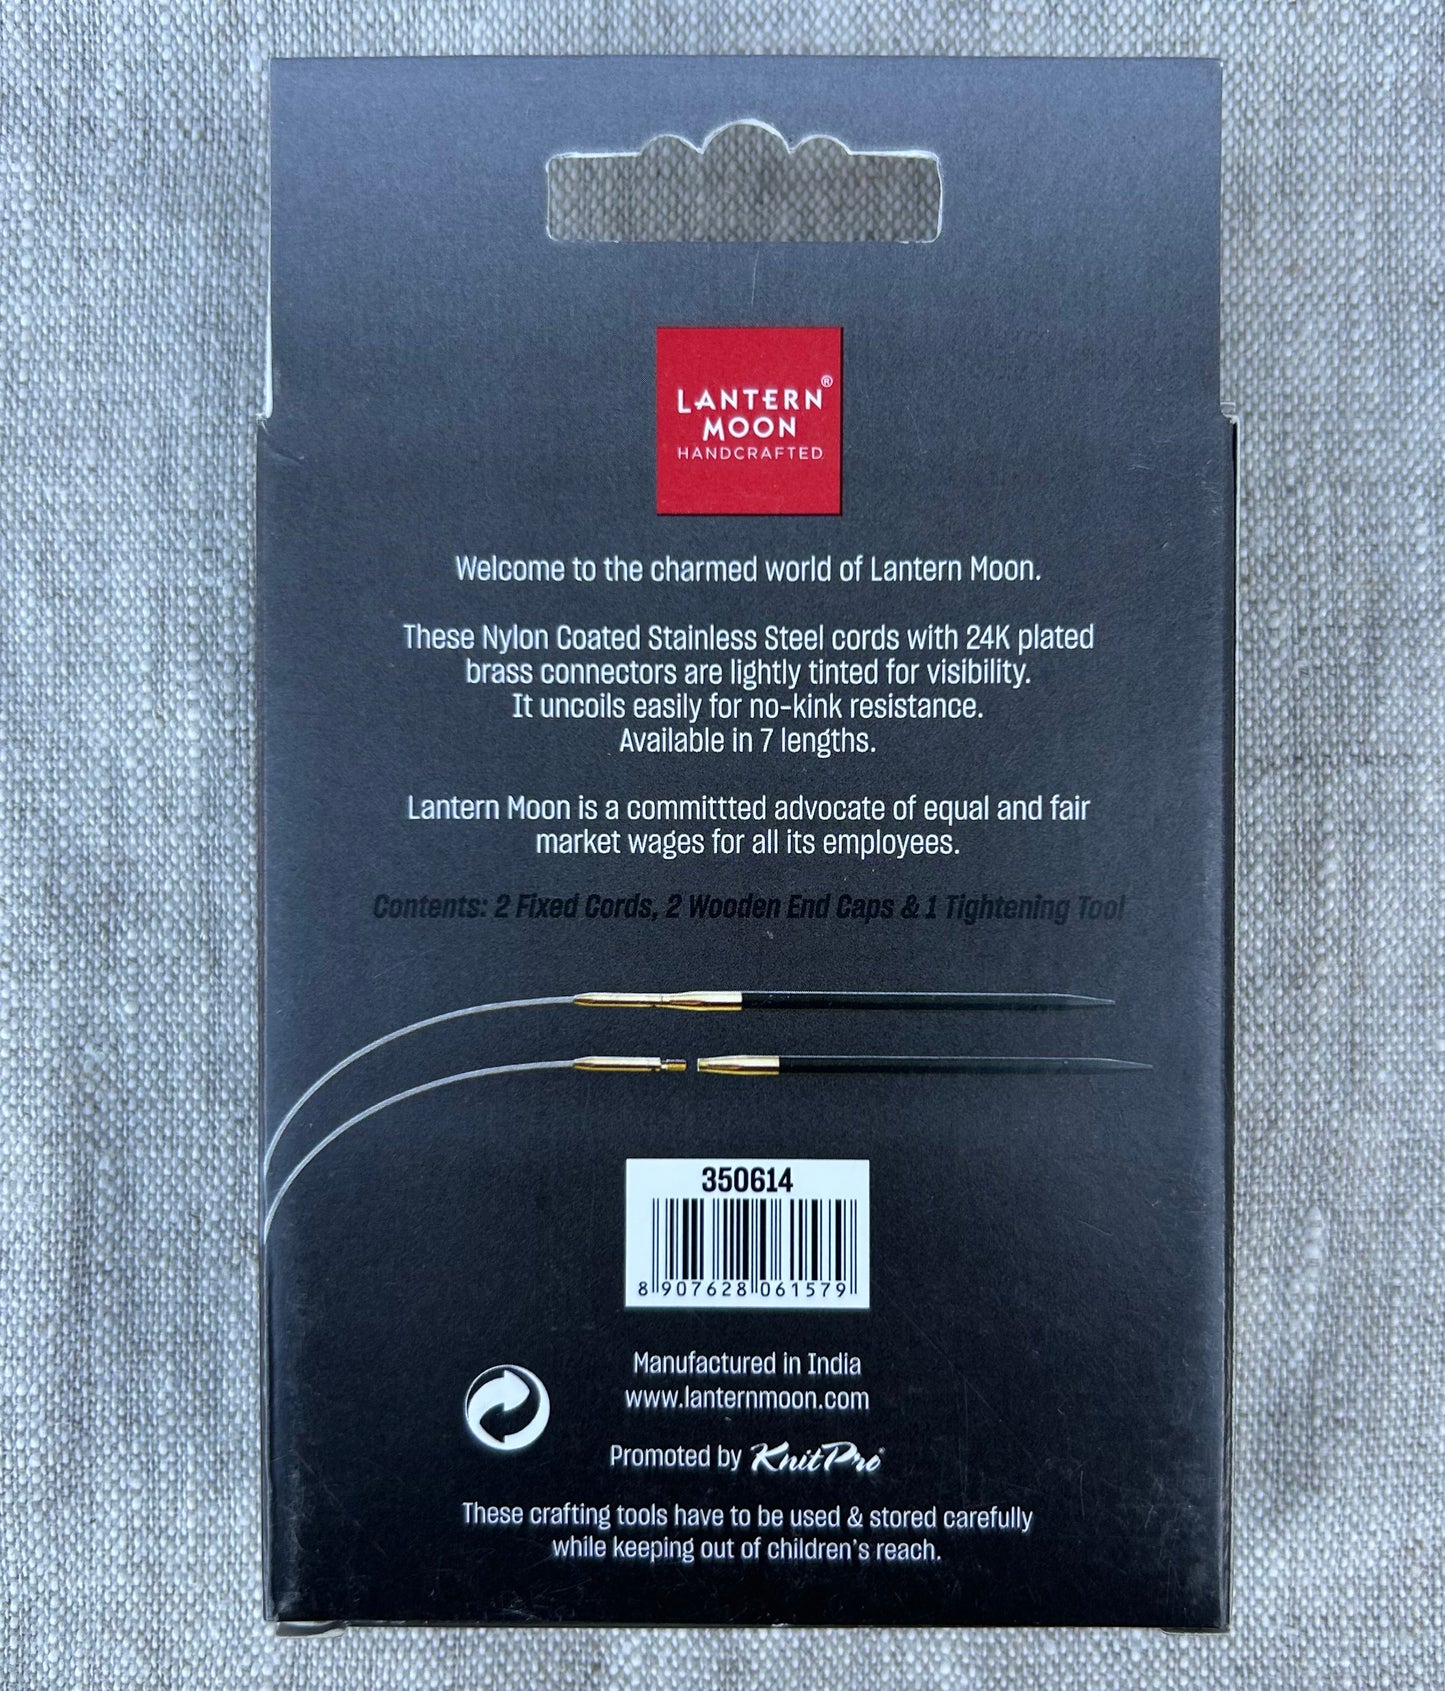 LANTERN®
MOON
HANDCRAFTED
Welcome to the charmed world of Lantern Moon.
These Nylon Coated Stainless Steel cords with 24K plated
brass connectors are lightly tinted for visibility.
It uncoils easily for no-kink resistance.
Available in 7 lengths.
Lantern Moon is a committted advocate of equal and fair
market wages for all its employees.
Contents: 2 Fixed Cords, 2 Wooden End Caps & 1 Tightening Tool
350614
8 907628 061579
Manufactured in India
www.lanternmoon.com
Promoted by KnitPro®
These crafting tools have to be used & stored carefully
while keeping out of children's reach.